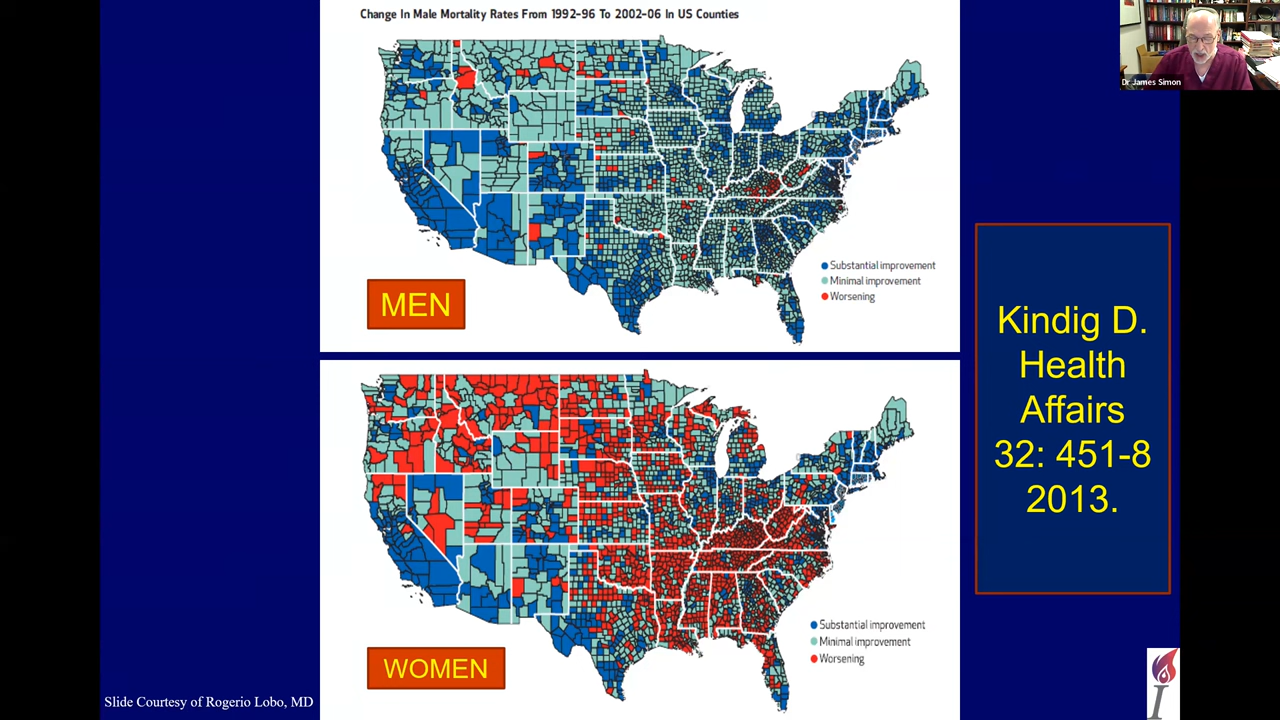 Change In Male Mortality Rates From 1992–96 To 2002–06 In US Counties
Dr James Simon
Substantial improvement
Minimal improvement
Worsening
MEN
Kindig D.
Health
Affairs
32: 451-8
2013.
Substantial improvement
Minimal improvement
Worsening
WOMEN
Slide Courtesy of Rogerio Lobo, MD